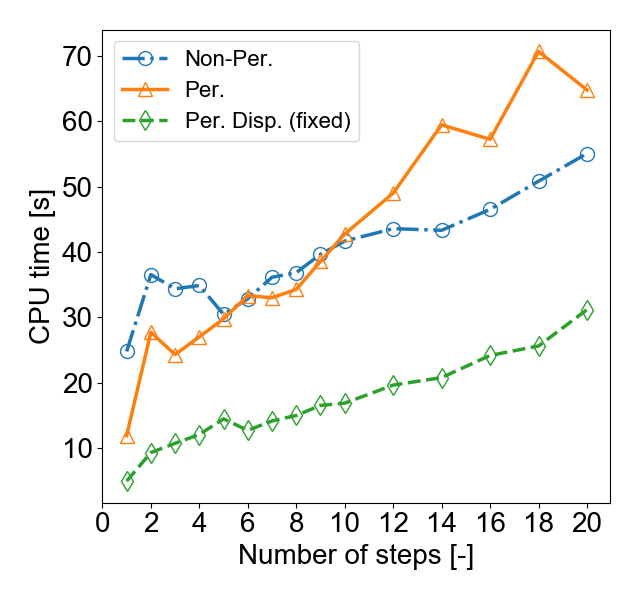 Non-Per.
Per.
Per. Disp. (fixed)
70
60
50
40
30
20
10
CPU time [s]
0 2 4 6 8 10 12 14 16 18 20
Number of steps [-]